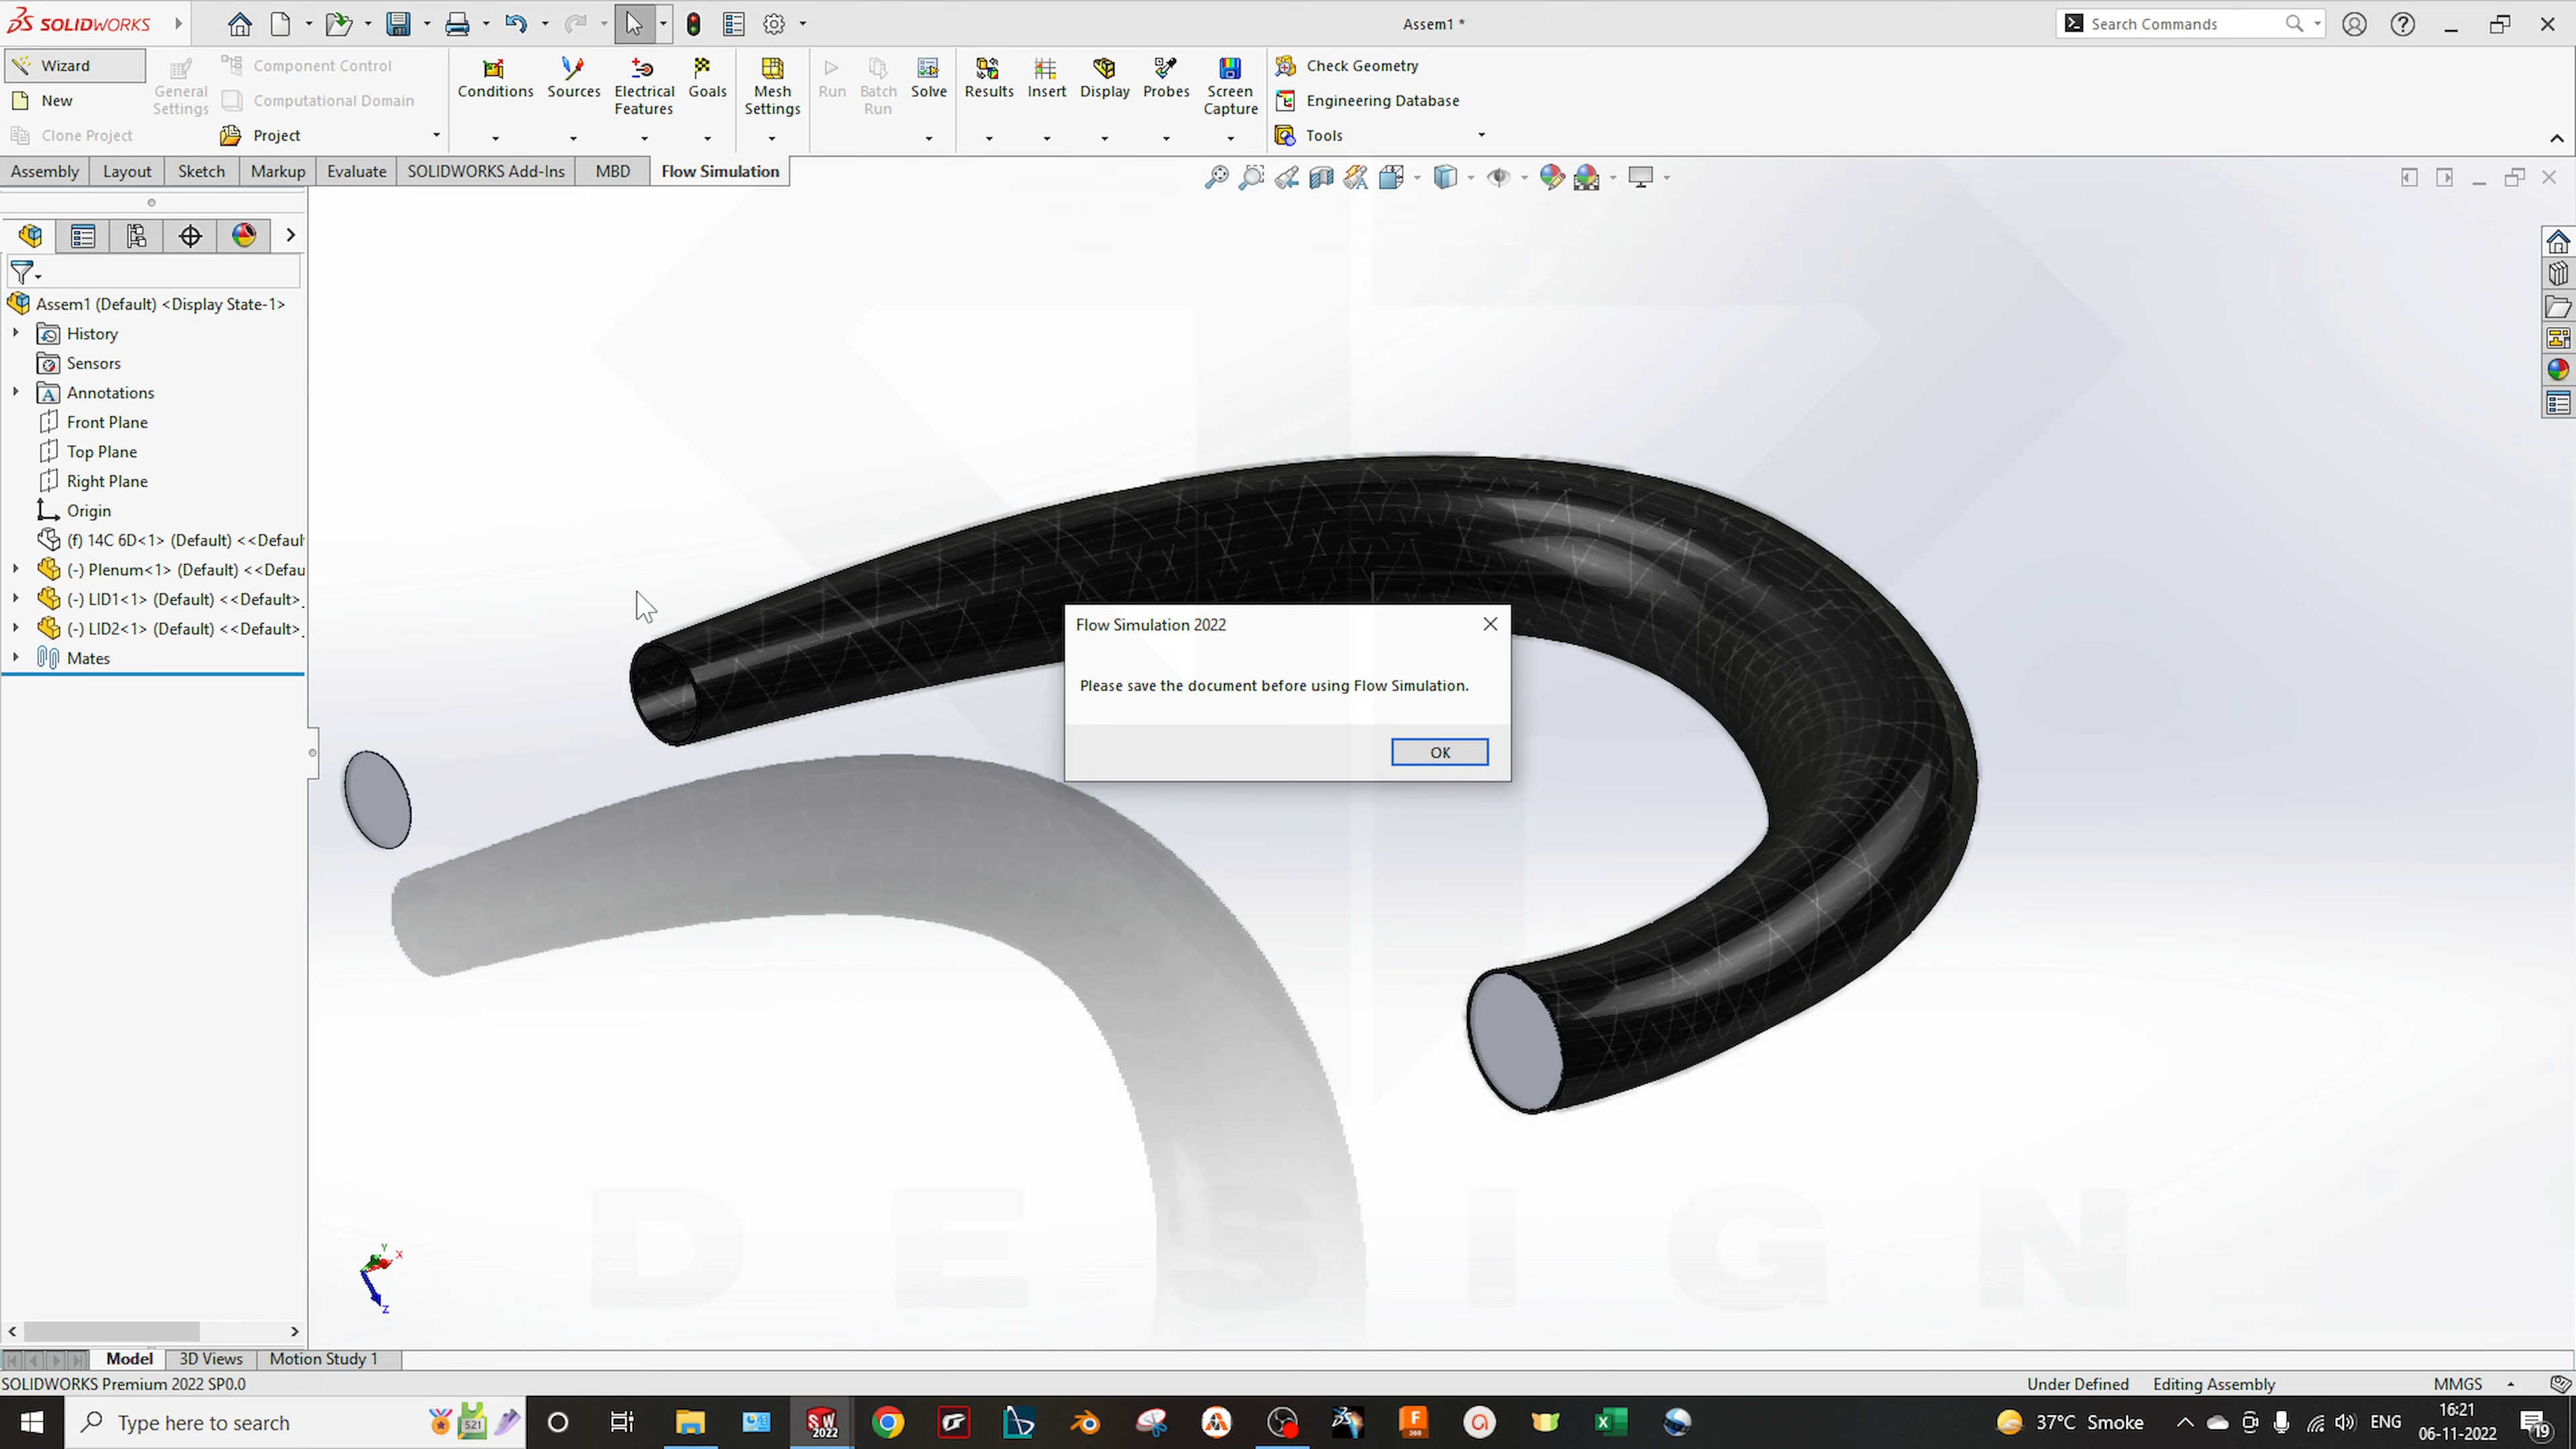 SOLIDWORKS
Assem1 *
Search Commands
Wizard
New
Clone Project
General
Settings
Component Control
Computational Domain
Project
Conditions
Sources
Electrical
Features
Goals
Mesh
Settings
Run
Batch
Run
Solve
Results
Insert
Display
Probes
Screen
Capture
Check Geometry
Engineering Database
Tools
Assembly
Layout
Sketch
Markup
Evaluate
SOLIDWORKS Add-Ins
MBD
Flow Simulation
Assem1 (Default) <Display State-1>
History
Sensors
Annotations
Front Plane
Top Plane
Right Plane
Origin
(f) 14C 6D<1> (Default) <<Defaul
(-) Plenum<1> (Default) <<Defau
(-) LID1<1> (Default) <<Default>_
(-) LID2<1> (Default) <<Default>_
Mates
Flow Simulation 2022
Please save the document before using Flow Simulation.
OK
DESIGN
Y
X
Z
Model
3D Views
Motion Study 1
SOLIDWORKS Premium 2022 SP0.0
Under Defined
Editing Assembly
MMGS
Type here to search
521
SW
2022
F
360
37°C Smoke
ENG
16:21
06-11-2022
19